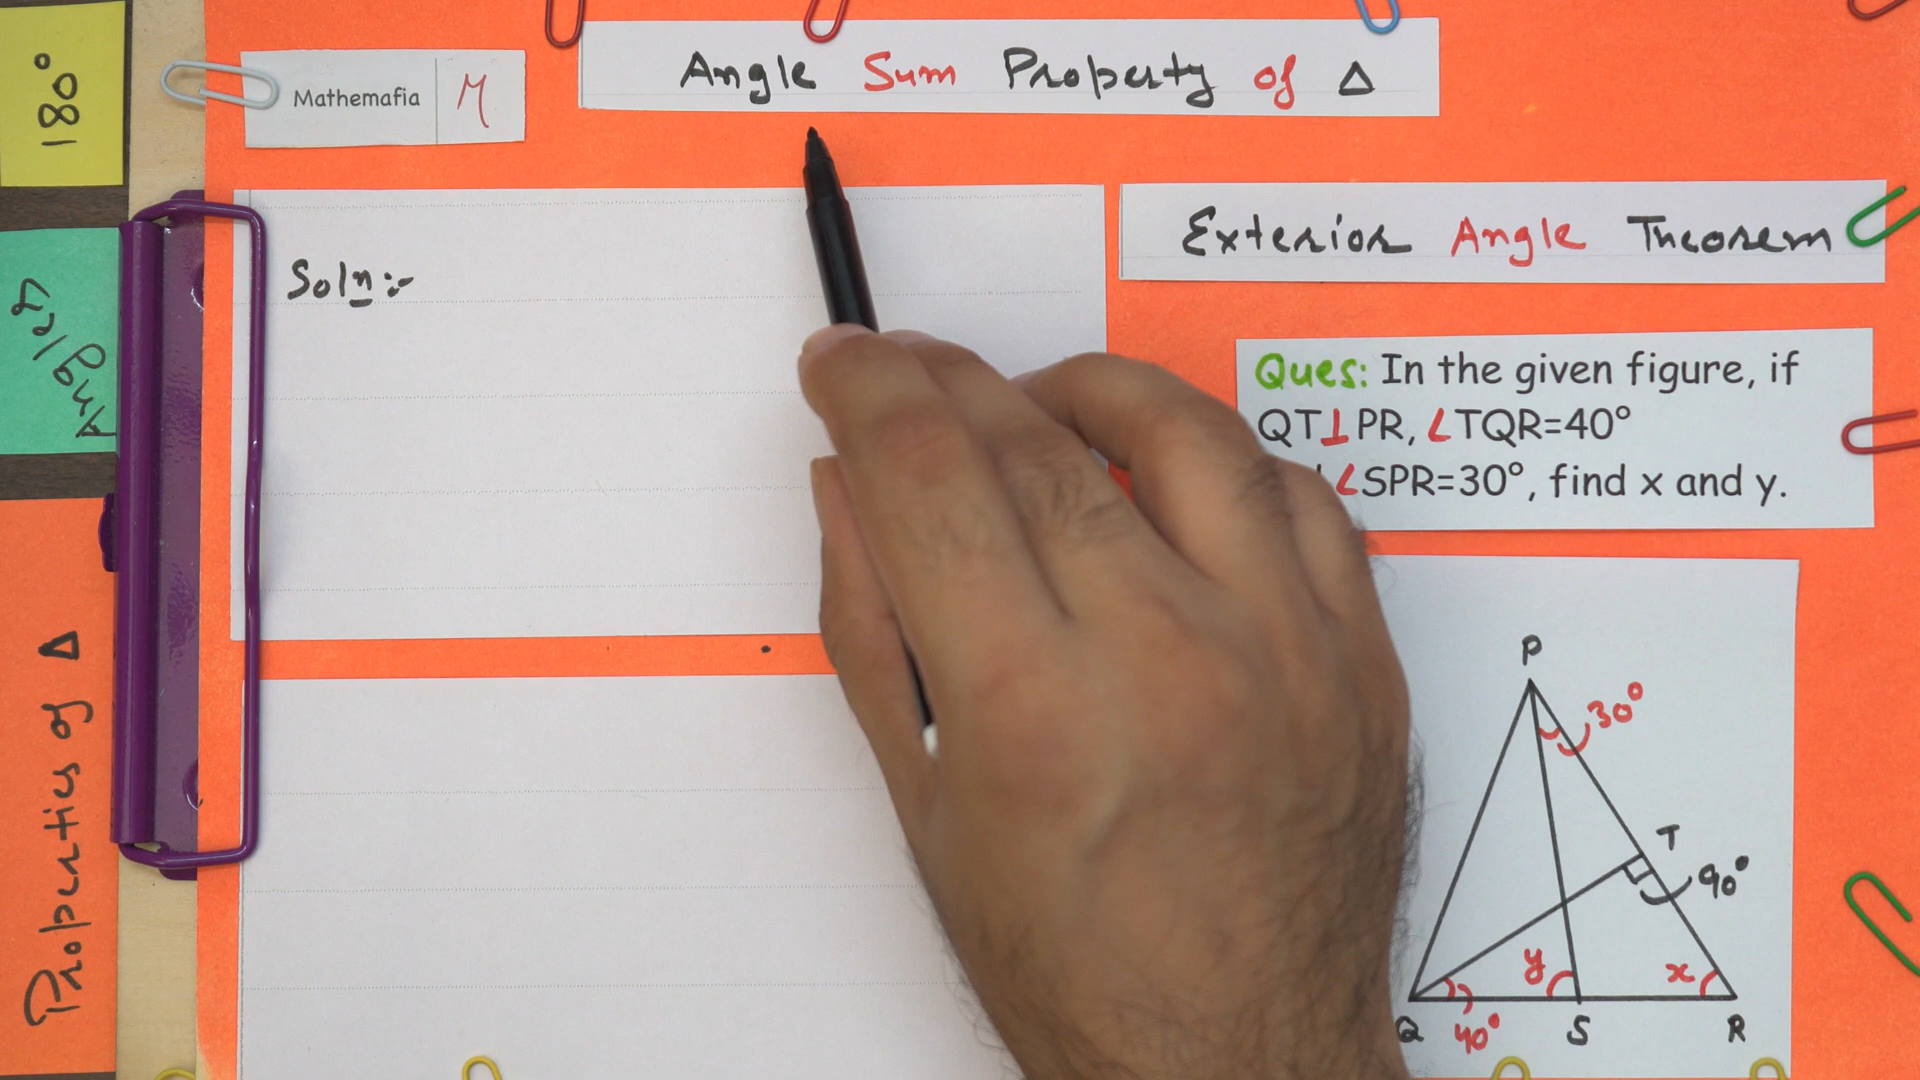 180°
Angles
Properties of Δ
Mathemafia M
Angle Sum Property of Δ
Soln:-
Exterior Angle Theorem
Ques: In the given figure, if
QT⊥PR, ∠TQR=40°
∠SPR=30°, find x and y.
P
30°
T
90°
y x
Q 40° S R